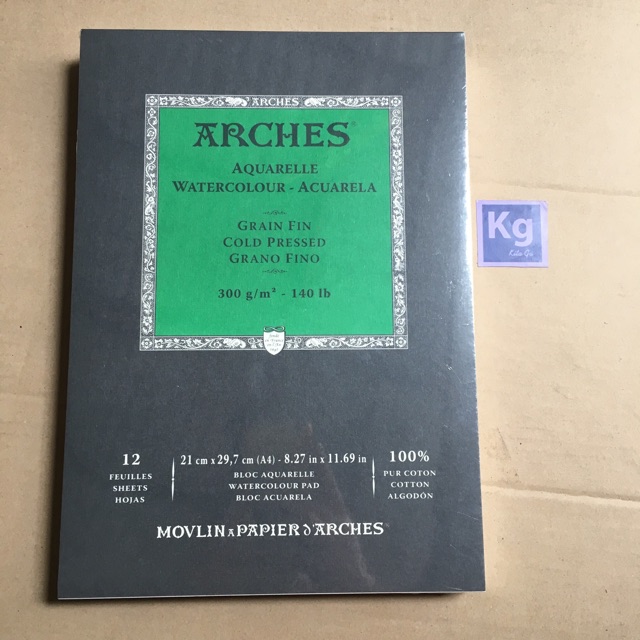 ARCHES
ARCHES®
AQUARELLE
WATERCOLOUR - ACUARELA
GRAIN FIN
COLD PRESSED
GRANO FINO
300 g/m² - 140 lb
12
FEUILLES
SHEETS
HOJAS
21 cm x 29,7 cm (A4) - 8.27 in x 11.69 in
BLOC AQUARELLE
WATERCOLOUR PAD
BLOC ACUARELA
100%
PUR COTON
COTTON
ALGODÓN
MOVLIN A PAPIER D'ARCHES
Kg